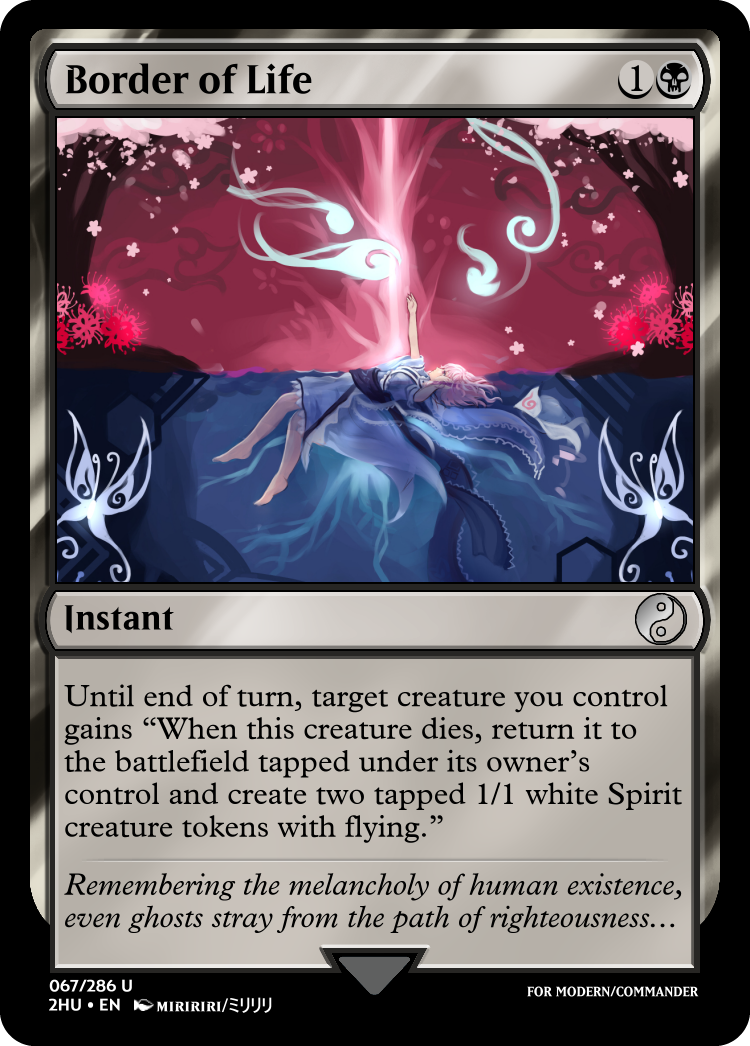 Border of Life
1
Instant
Until end of turn, target creature you control
gains “When this creature dies, return it to
the battlefield tapped under its owner’s
control and create two tapped 1/1 white Spirit
creature tokens with flying.”
Remembering the melancholy of human existence,
even ghosts stray from the path of righteousness…
067/286 U
2HU • EN MIRIRIRI/ミリリリ
FOR MODERN/COMMANDER